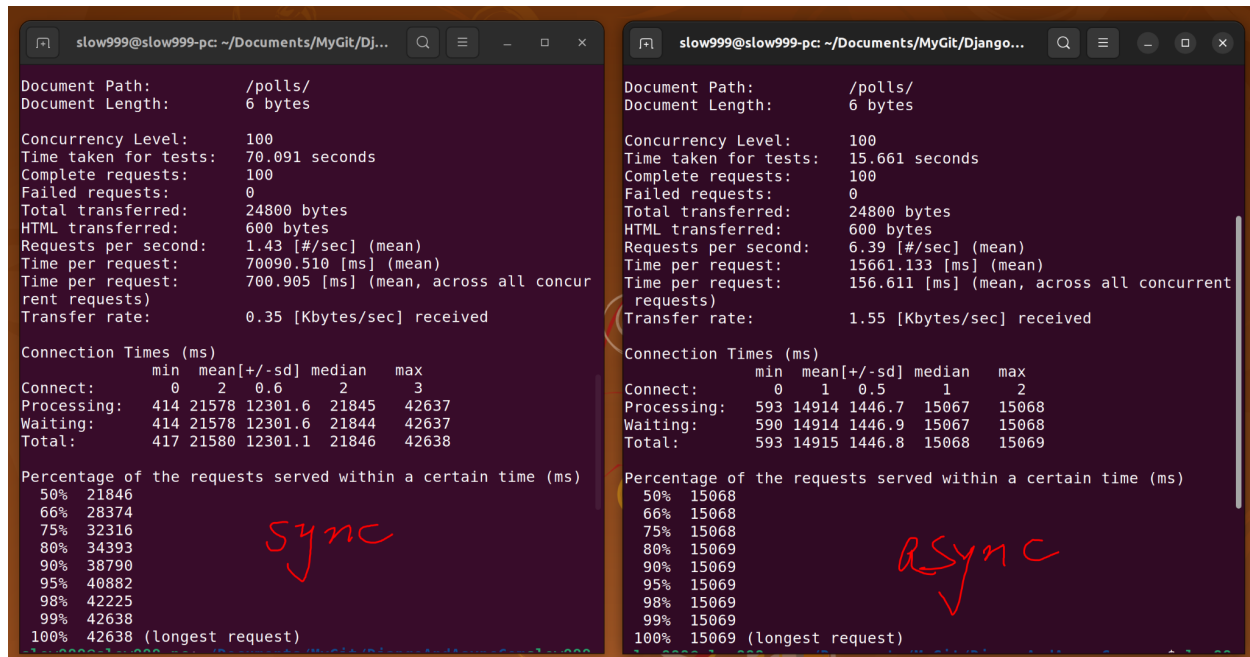 slow999@slow999-pc: ~/Documents/MyGit/Dj...
Document Path:          /polls/
Document Length:        6 bytes
Concurrency Level:      100
Time taken for tests:   70.091 seconds
Complete requests:      100
Failed requests:        0
Total transferred:      24800 bytes
HTML transferred:       600 bytes
Requests per second:    1.43 [#/sec] (mean)
Time per request:       70090.510 [ms] (mean)
Time per request:       700.905 [ms] (mean, across all concur
rent requests)
Transfer rate:          0.35 [Kbytes/sec] received
Connection Times (ms)
              min  mean[+/-sd] median   max
Connect:        0    2   0.6      2       3
Processing:   414 21578 12301.6  21845   42637
Waiting:      414 21578 12301.6  21844   42637
Total:        417 21580 12301.1  21846   42638
Percentage of the requests served within a certain time (ms)
  50%  21846
  66%  28374
  75%  32316
  80%  34393
  90%  38790
  95%  40882
  98%  42225
  99%  42638
 100%  42638 (longest request)
Sync
slow999@slow999-pc: ~/Documents/MyGit/Django...
Document Path:          /polls/
Document Length:        6 bytes
Concurrency Level:      100
Time taken for tests:   15.661 seconds
Complete requests:      100
Failed requests:        0
Total transferred:      24800 bytes
HTML transferred:       600 bytes
Requests per second:    6.39 [#/sec] (mean)
Time per request:       15661.133 [ms] (mean)
Time per request:       156.611 [ms] (mean, across all concurrent
 requests)
Transfer rate:          1.55 [Kbytes/sec] received
Connection Times (ms)
              min  mean[+/-sd] median   max
Connect:        0    1   0.5      1       2
Processing:   593 14914 1446.7  15067   15068
Waiting:      590 14914 1446.9  15067   15068
Total:        593 14915 1446.8  15068   15069
Percentage of the requests served within a certain time (ms)
  50%  15068
  66%  15068
  75%  15068
  80%  15069
  90%  15069
  95%  15069
  98%  15069
  99%  15069
 100%  15069 (longest request)
Async